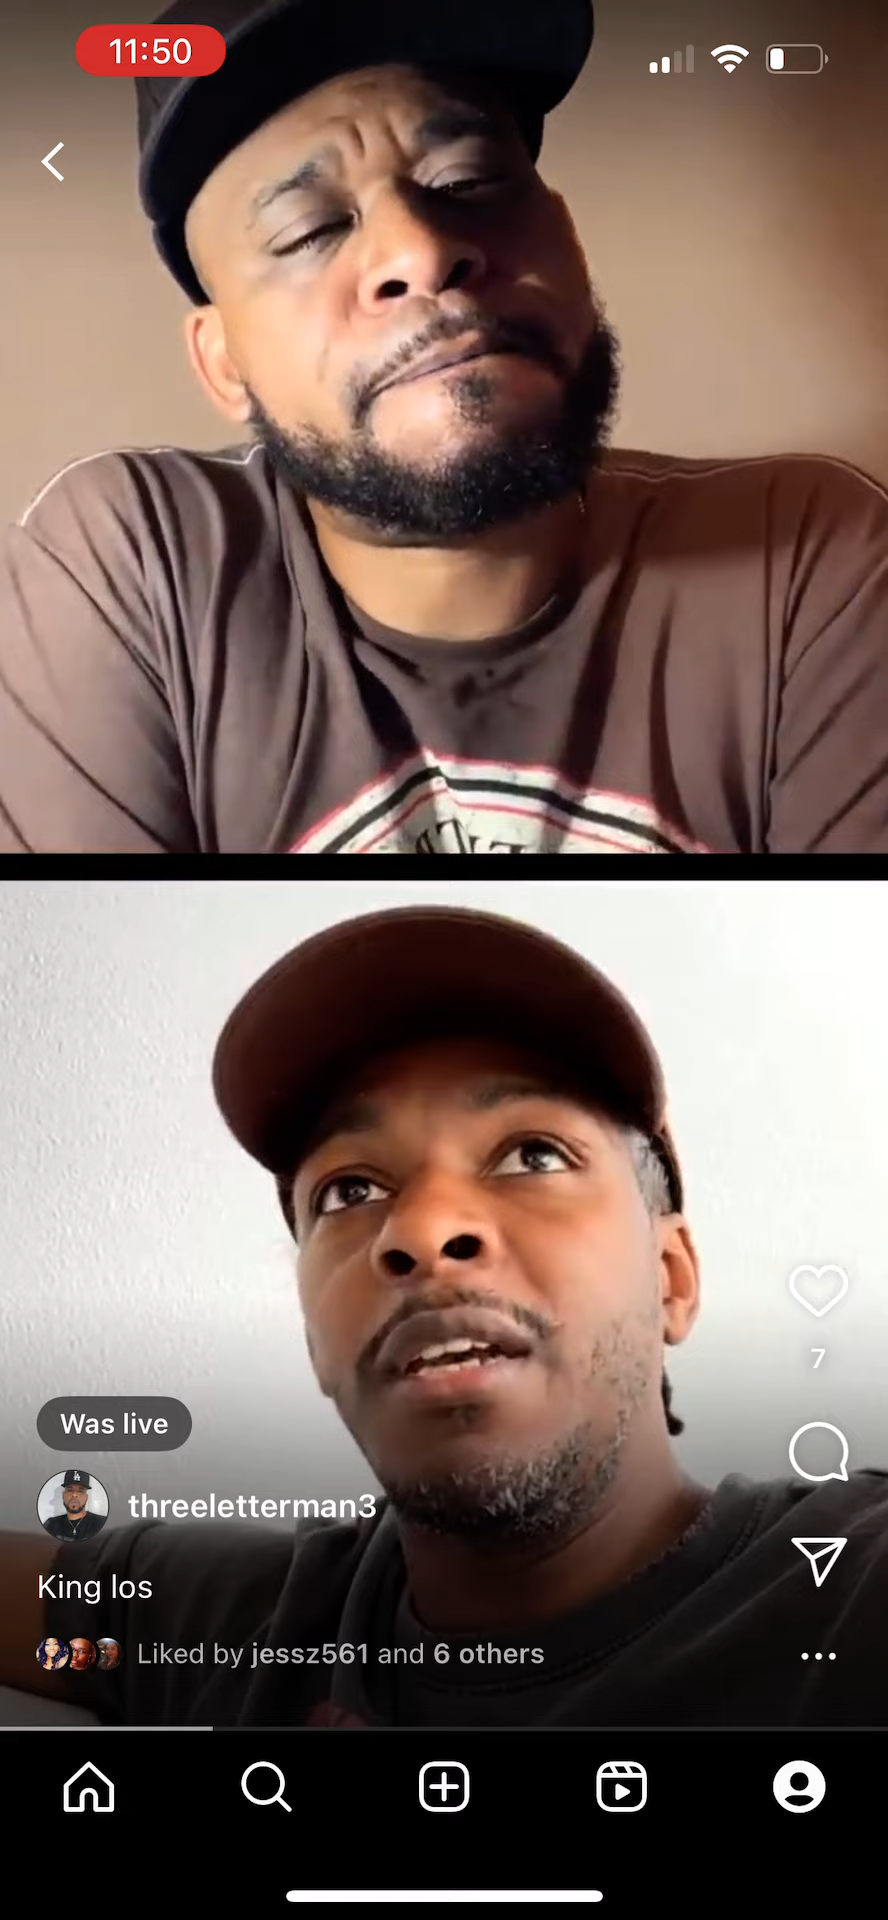 11:50
Was live
threeletterman3
King los
7
Liked by jessz561 and 6 others